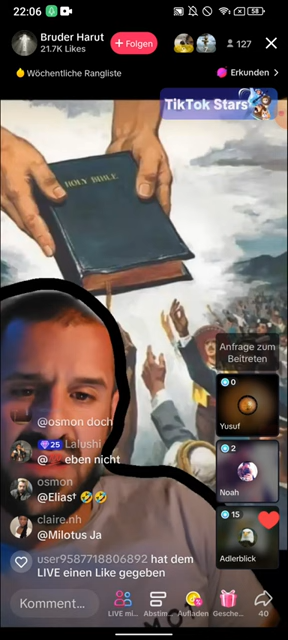 22:06
58
Bruder Harut
21.7K Likes
+ Folgen
127
Wöchentliche Rangliste
Erkunden >
TikTok Stars
HOLY BIBLE
Anfrage zum
Beitreten
0
Yusuf
2
Noah
15
Adlerblick
@osmon doch
25 Lalushi
@ eben nicht
osmon
@Elias† 🤣🤣
claire.nh
@Milotus Ja
user9587718806892 hat dem
LIVE einen Like gegeben
Komment...
LIVE mi...
Abstim...
Aufladen
Gesche...
40